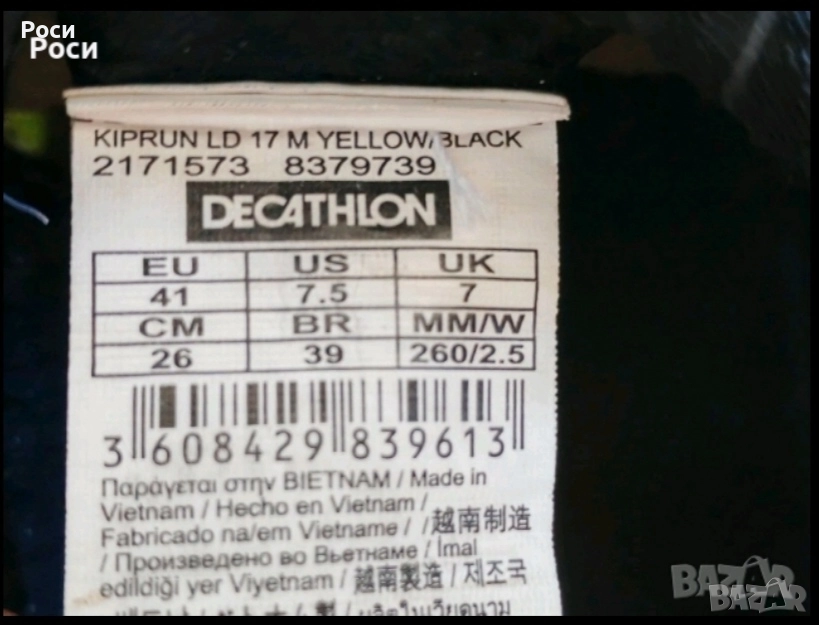 Роси
Роси
KIPRUN LD 17 M YELLOW/BLACK
2171573 8379739
DECATHLON
EU US UK
41 7.5 7
CM BR MM/W
26 39 260/2.5
3 608429 839613
Παράγεται στην ΒΙΕΤΝΑΜ / Made in
Vietnam / Hecho en Vietnam /
Fabricado na/em Vietname / /越南制造
/ Произведено во Вьетнаме / İmal
edildiği yer Viyetnam / 越南製造 / 제조국
BAZAR
BAZAR